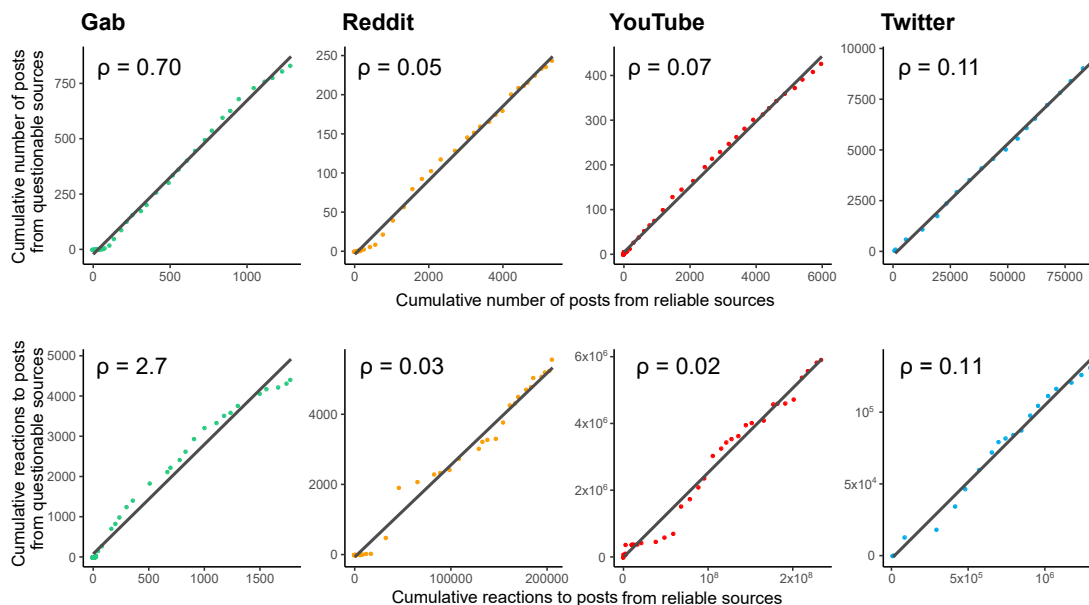 Gab Reddit YouTube Twitter
Cumulative number of posts
from questionable sources
ρ = 0.70
750
500
250
0
0 500 1000
ρ = 0.05
250
200
150
100
50
0
0 2000 4000
ρ = 0.07
400
300
200
100
0
0 2000 4000 6000
ρ = 0.11
10000
7500
5000
2500
0
0 25000 50000 75000
Cumulative number of posts from reliable sources
Cumulative reactions to posts
from questionable sources
ρ = 2.7
5000
4000
3000
2000
1000
0
0 500 1000 1500
ρ = 0.03
4000
2000
0
0 100000 200000
ρ = 0.02
6x10⁶
4x10⁶
2x10⁶
0
0 10⁸ 2x10⁸
ρ = 0.11
10⁵
5x10⁴
0
0 5x10⁵ 10⁶
Cumulative reactions to posts from reliable sources